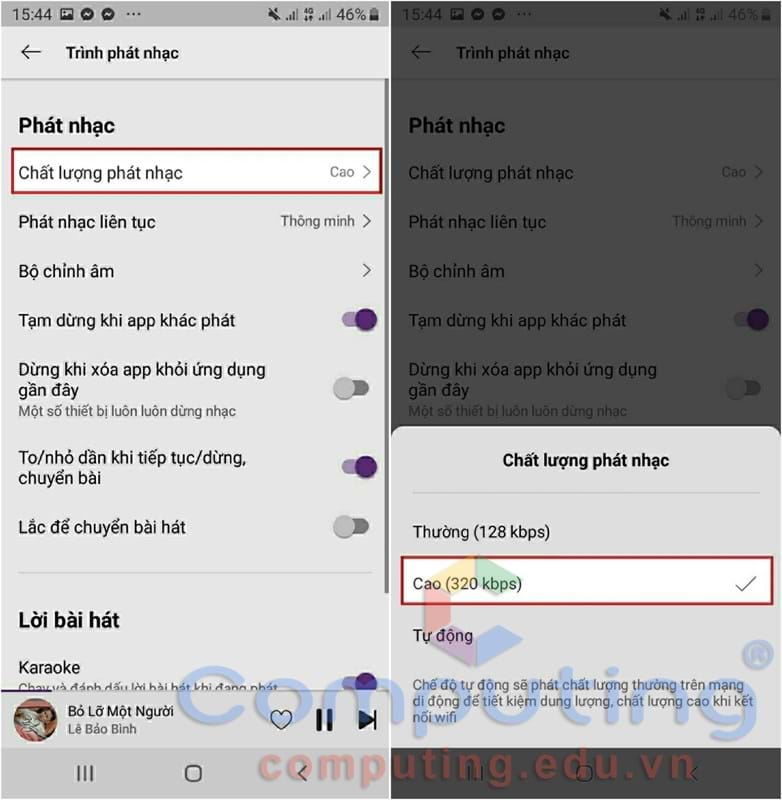 15:44 ... 4G 46%
Trình phát nhạc
Phát nhạc
Chất lượng phát nhạc Cao
Phát nhạc liên tục Thông minh
Bộ chỉnh âm
Tạm dừng khi app khác phát
Dừng khi xóa app khỏi ứng dụng
gần đây
Một số thiết bị luôn luôn dừng nhạc
To/nhỏ dần khi tiếp tục/dừng,
chuyển bài
Lắc để chuyển bài hát
Lời bài hát
Karaoke
Chạy và đánh dấu lời bài hát khi đang phát
Bỏ Lỡ Một Người
Lê Bảo Bình
15:44 ... 4G 46%
Trình phát nhạc
Phát nhạc
Chất lượng phát nhạc Cao
Phát nhạc liên tục Thông minh
Bộ chỉnh âm
Tạm dừng khi app khác phát
Dừng khi xóa app khỏi ứng dụng
gần đây
Một số thiết bị luôn luôn dừng nhạc
Chất lượng phát nhạc
Thường (128 kbps)
Cao (320 kbps)
Tự động
Chế độ tự động sẽ phát chất lượng thường trên mạng
di động để tiết kiệm dung lượng, chất lượng cao khi kết
nối wifi
Computing®
computing.edu.vn